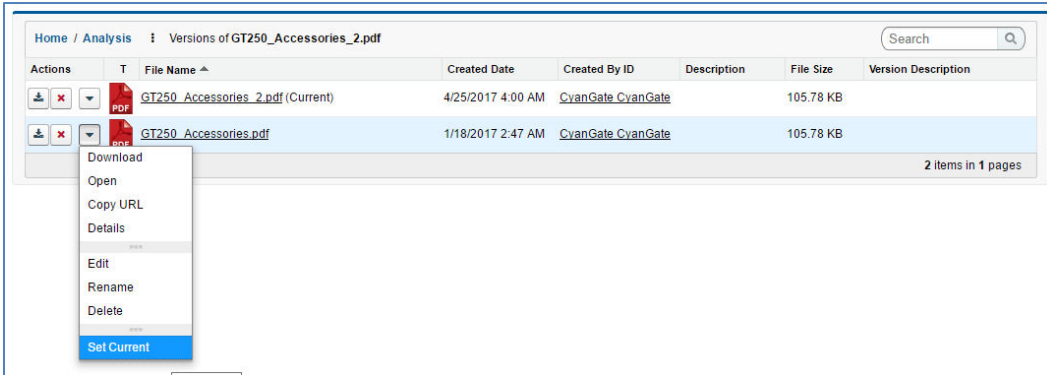 Home / Analysis ⋮ Versions of GT250_Accessories_2.pdf Search
Actions T File Name Created Date Created By ID Description File Size Version Description
PDF GT250_Accessories_2.pdf (Current) 4/25/2017 4:00 AM CyanGate CyanGate 105.78 KB
PDF GT250_Accessories.pdf 1/18/2017 2:47 AM CyanGate CyanGate 105.78 KB
2 items in 1 pages
Download
Open
Copy URL
Details
Edit
Rename
Delete
Set Current